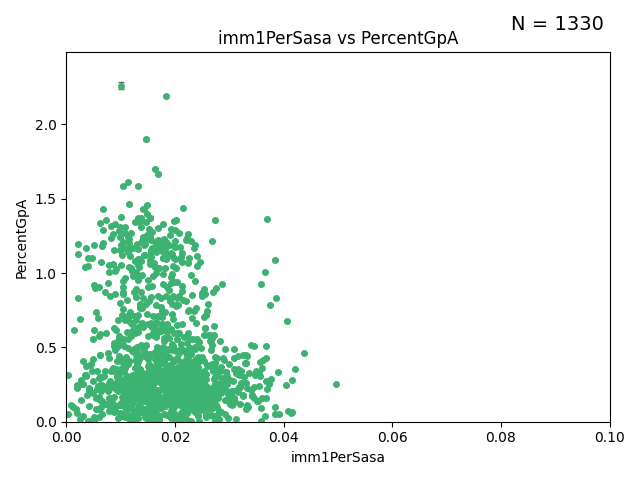 N = 1330
imm1PerSasa vs PercentGpA
PercentGpA
2.0
1.5
1.0
0.5
0.0
0.00 0.02 0.04 0.06 0.08 0.10
imm1PerSasa